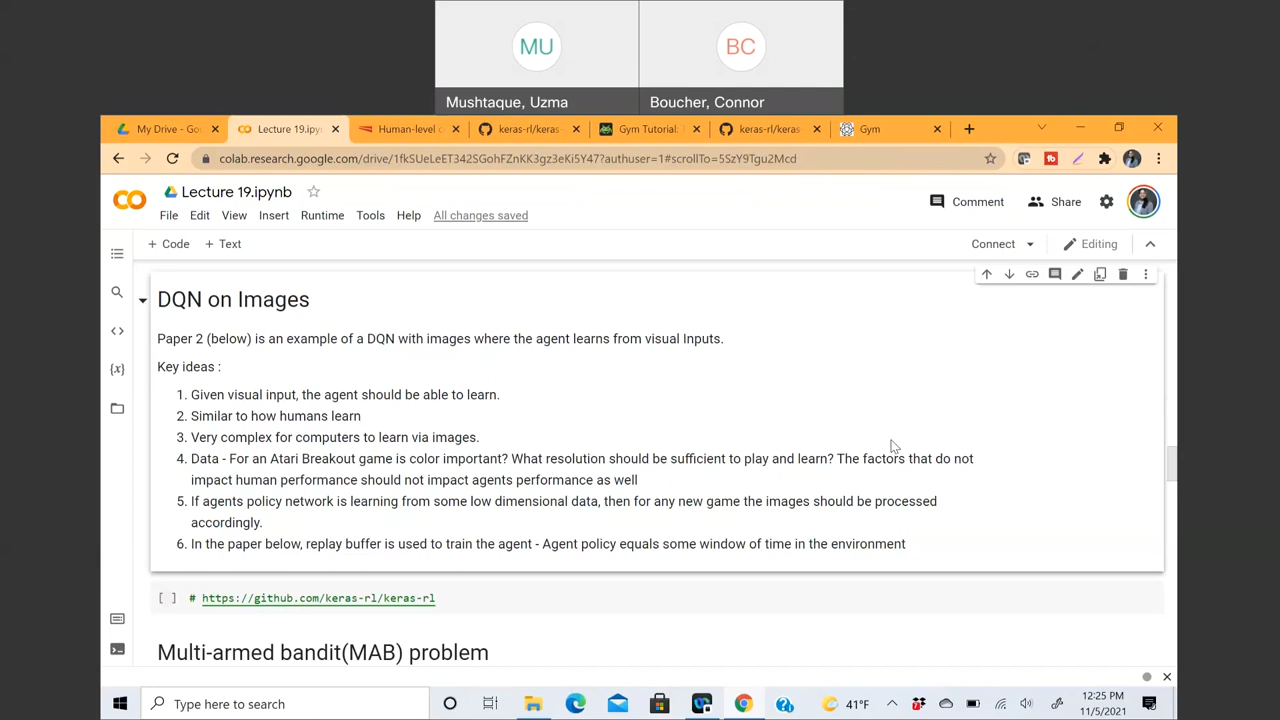 MU
BC
Mushtaque, Uzma
Boucher, Connor
My Drive - Goo
Lecture 19.ipyn
Human-level c
keras-rl/keras-
Gym Tutorial:
keras-rl/keras-
Gym
colab.research.google.com/drive/1fkSUeLeET342SGohFZnKK3gz3eKi5Y47?authuser=1#scrollTo=5SzY9Tgu2Mcd
Lecture 19.ipynb
File Edit View Insert Runtime Tools Help All changes saved
Comment
Share
+ Code + Text
Connect
Editing
DQN on Images
Paper 2 (below) is an example of a DQN with images where the agent learns from visual Inputs.
Key ideas :
1. Given visual input, the agent should be able to learn.
2. Similar to how humans learn
3. Very complex for computers to learn via images.
4. Data - For an Atari Breakout game is color important? What resolution should be sufficient to play and learn? The factors that do not
impact human performance should not impact agents performance as well
5. If agents policy network is learning from some low dimensional data, then for any new game the images should be processed
accordingly.
6. In the paper below, replay buffer is used to train the agent - Agent policy equals some window of time in the environment
[ ] # https://github.com/keras-rl/keras-rl
Multi-armed bandit(MAB) problem
Type here to search
41°F
12:25 PM
11/5/2021